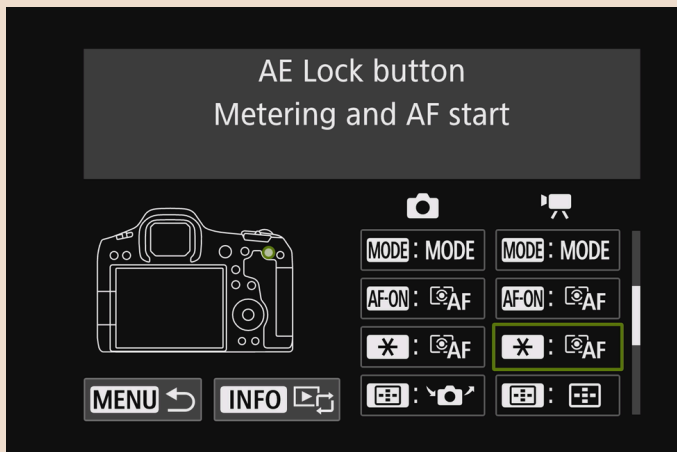 AE Lock button
Metering and AF start
MODE : MODE
MODE : MODE
AF-ON : AF
AF-ON : AF
* : AF
* : AF
MENU
INFO